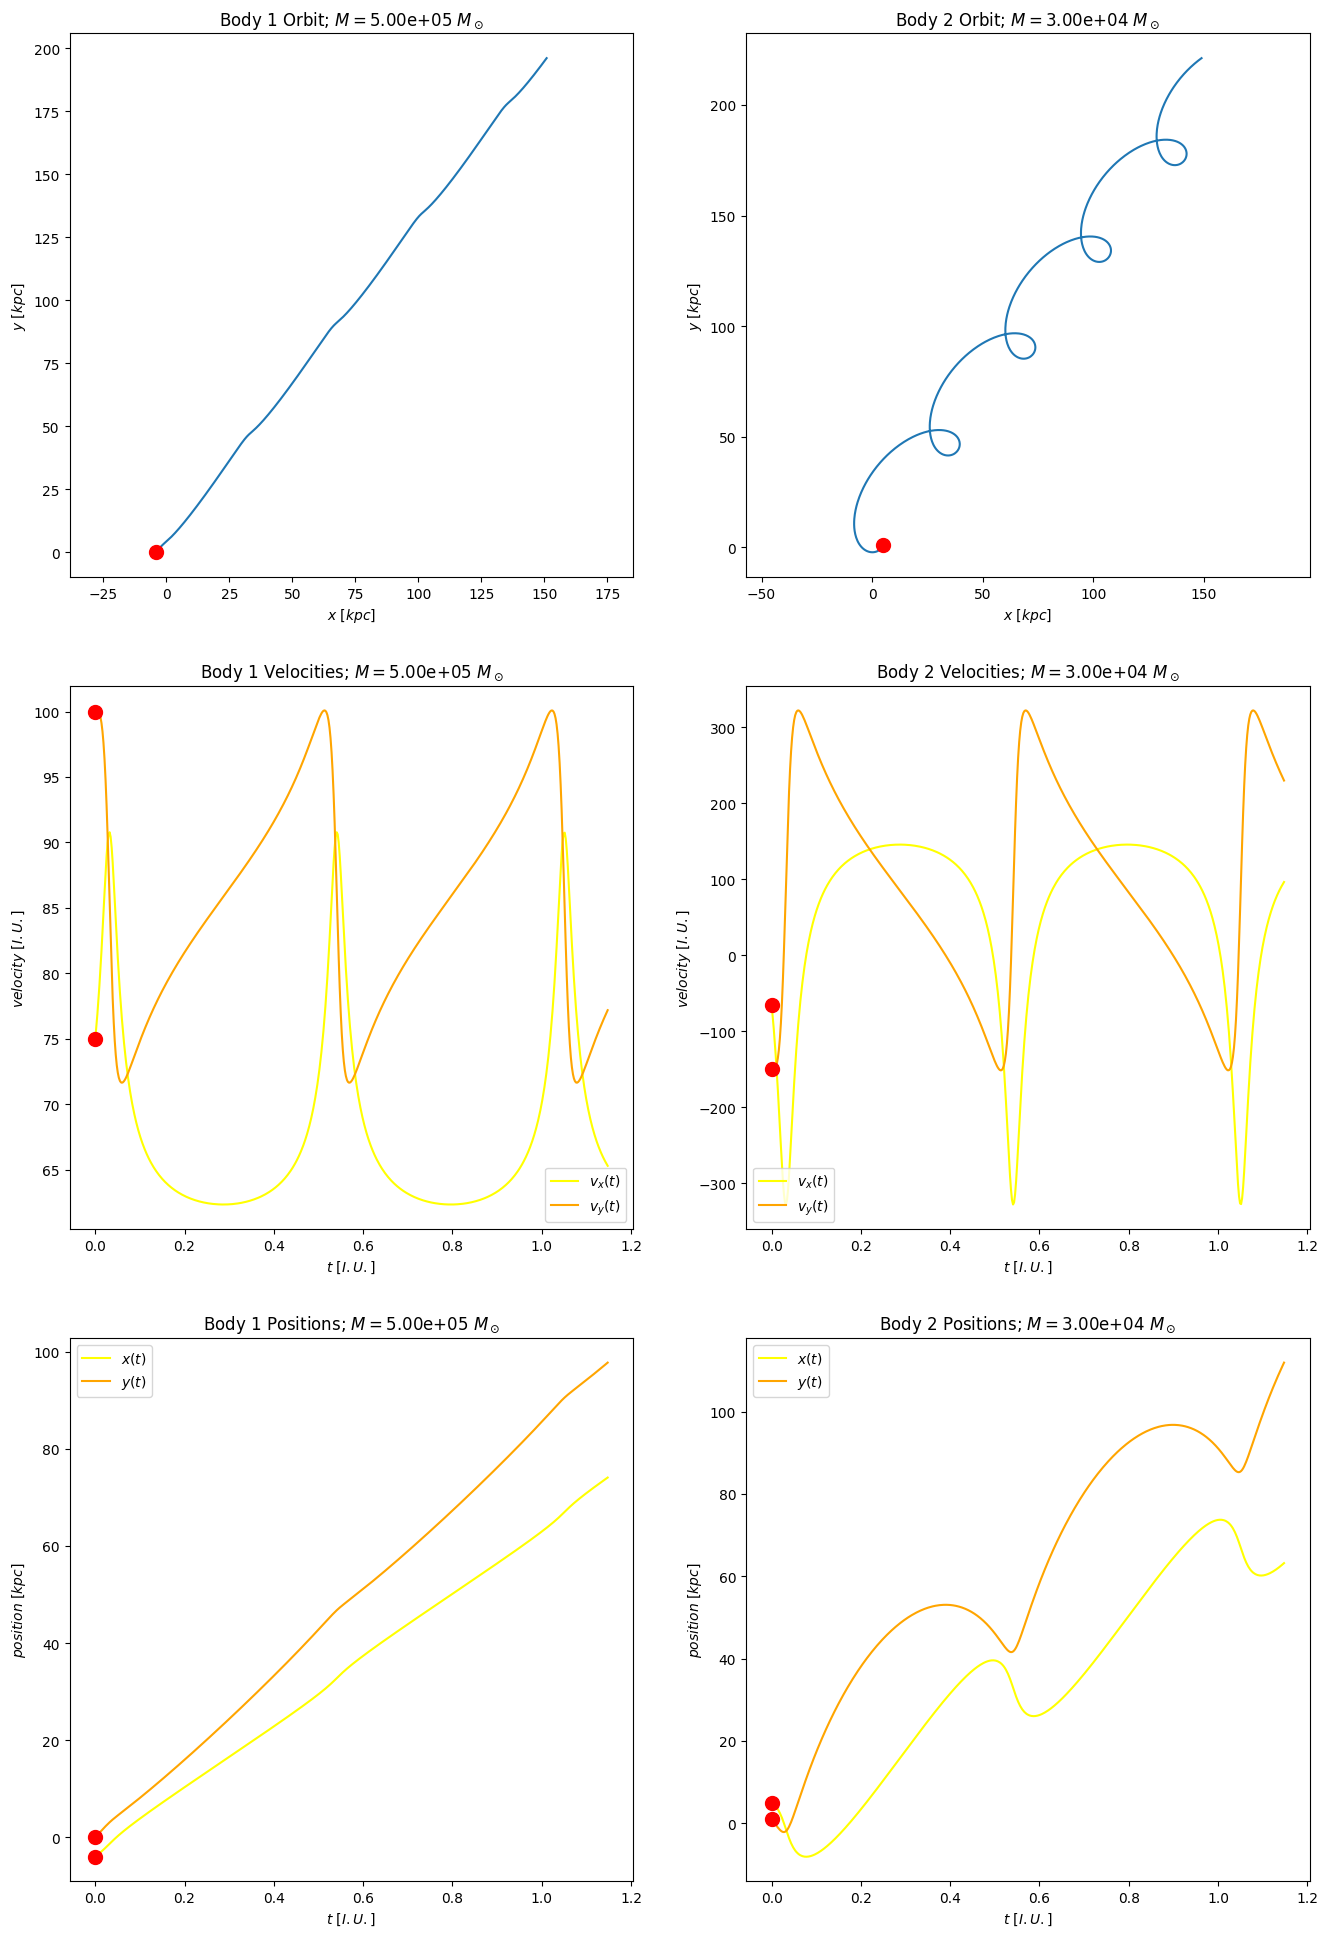 Body 1 Orbit; M = 5.00e+05 M⊙
200
175
150
125
100
75
50
25
0
y [kpc]
−25 0 25 50 75 100 125 150 175
x [kpc]
Body 2 Orbit; M = 3.00e+04 M⊙
200
150
100
50
0
y [kpc]
−50 0 50 100 150
x [kpc]
Body 1 Velocities; M = 5.00e+05 M⊙
100
95
90
85
80
75
70
65
velocity [I.U.]
vx(t)
vy(t)
0.0 0.2 0.4 0.6 0.8 1.0 1.2
t [I.U.]
Body 2 Velocities; M = 3.00e+04 M⊙
300
200
100
0
−100
−200
−300
velocity [I.U.]
vx(t)
vy(t)
0.0 0.2 0.4 0.6 0.8 1.0 1.2
t [I.U.]
Body 1 Positions; M = 5.00e+05 M⊙
x(t)
y(t)
100
80
60
40
20
0
position [kpc]
0.0 0.2 0.4 0.6 0.8 1.0 1.2
t [I.U.]
Body 2 Positions; M = 3.00e+04 M⊙
x(t)
y(t)
100
80
60
40
20
0
position [kpc]
0.0 0.2 0.4 0.6 0.8 1.0 1.2
t [I.U.]